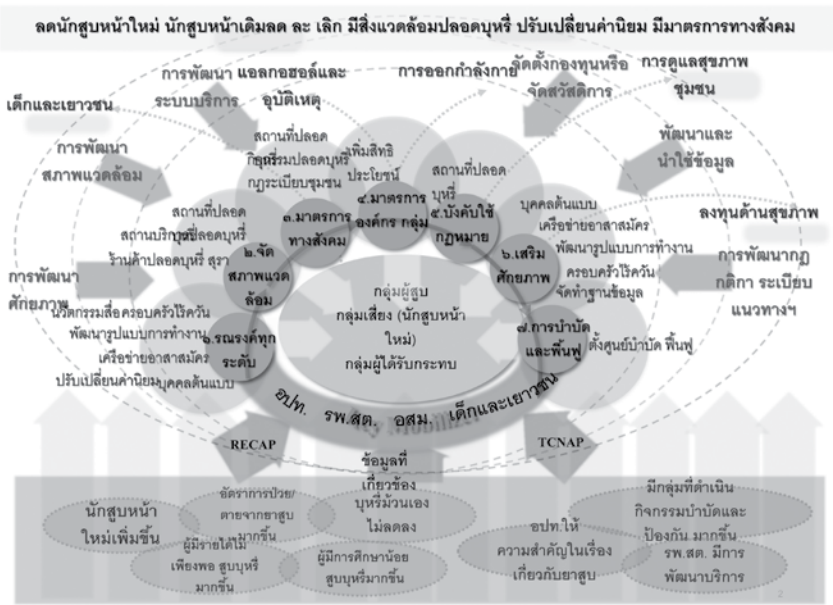 ลดนักสูบหน้าใหม่ นักสูบหน้าเดิมลด ละ เลิก มีสิ่งแวดล้อมปลอดบุหรี่ ปรับเปลี่ยนค่านิยม มีมาตรการทางสังคม
เด็กและเยาวชน
การพัฒนา
ระบบบริการ
แอลกอฮอล์และ
อุบัติเหตุ
การออกกำลังกาย
จัดตั้งกองทุนหรือ
จัดสวัสดิการ
การดูแลสุขภาพ
ชุมชน
การพัฒนา
สภาพแวดล้อม
พัฒนาและ
นำใช้ข้อมูล
ลงทุนด้านสุขภาพ
การพัฒนา
ศักยภาพ
การพัฒนากฎ
กติกา ระเบียบ
แนวทางฯ
สถานที่ปลอด
กิจกรรมปลอดบุหรี่
กฎระเบียบชุมชน
เพิ่มสิทธิ
ประโยชน์
สถานที่ปลอด
บุหรี่
สถานที่ปลอด
สถานบริการปลอดบุหรี่
ร้านค้าปลอดบุหรี่ สุรา
บุคคลต้นแบบ
เครือข่ายอาสาสมัคร
พัฒนารูปแบบการทำงาน
ครอบครัวไร้ควัน
จัดทำฐานข้อมูล
นวัตกรรมสื่อครอบครัวไร้ควัน
พัฒนารูปแบบการทำงาน
เครือข่ายอาสาสมัคร
ปรับเปลี่ยนค่านิยมบุคคลต้นแบบ
ตั้งศูนย์บำบัด ฟื้นฟู
๑.รณรงค์ทุก
ระดับ
๒.จัด
สภาพแวด
ล้อม
๓.มาตรการ
ทางสังคม
๔.มาตรการ
องค์กร กลุ่ม
๕.บังคับใช้
กฎหมาย
๖.เสริม
ศักยภาพ
๗.การบำบัด
และฟื้นฟู
กลุ่มผู้สูบ
กลุ่มเสี่ยง (นักสูบหน้า
ใหม่)
กลุ่มผู้ได้รับกระทบ
อปท. รพ.สต. อสม. เด็กและเยาวชน
RECAP
TCNAP
ข้อมูลที่
เกี่ยวข้อง
นักสูบหน้า
ใหม่เพิ่มขึ้น
อัตราการป่วย/
ตายจากยาสูบ
มากขึ้น
บุหรี่มวนเอง
ไม่ลดลง
ผู้มีรายได้ไม่
เพียงพอ สูบบุหรี่
มากขึ้น
ผู้มีการศึกษาน้อย
สูบบุหรี่มากขึ้น
อปท.ให้
ความสำคัญในเรื่อง
เกี่ยวกับยาสูบ
มีกลุ่มที่ดำเนิน
กิจกรรมบำบัดและ
ป้องกัน มากขึ้น
รพ.สต. มีการ
พัฒนาบริการ
2